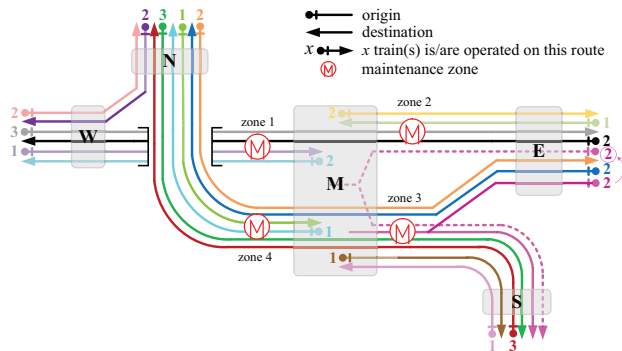 2 2 3 1 2
origin
destination
x x train(s) is/are operated on this route
M maintenance zone
N
2
3
1
W
zone 1
zone 2
2
1
M
M
2
M
2
2
2
2
E
zone 3
M
1
M
zone 4
1
S
1 3